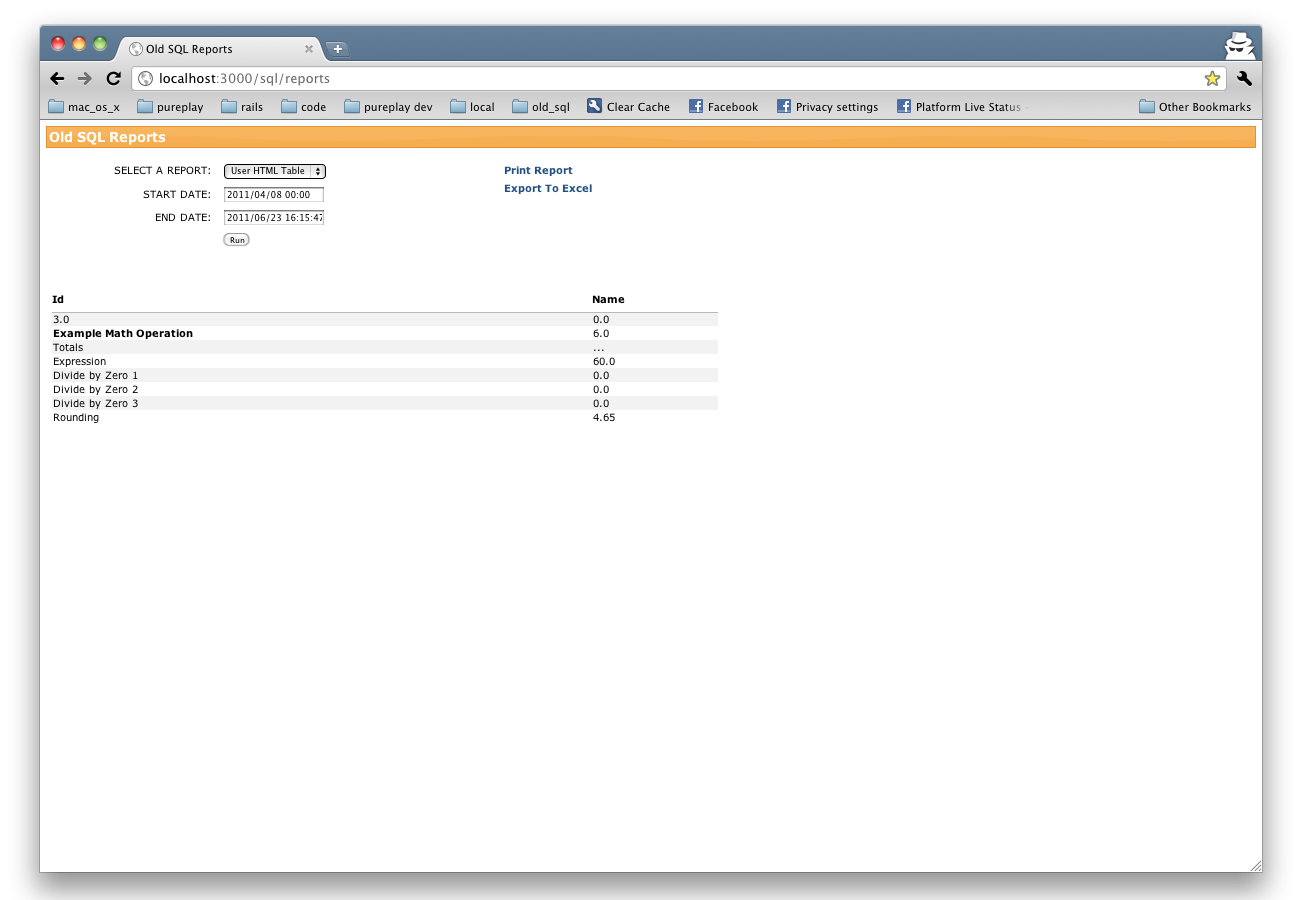 Old SQL Reports
localhost:3000/sql/reports
mac_os_x pureplay rails code pureplay dev local old_sql Clear Cache Facebook Privacy settings Platform Live Status Other Bookmarks
Old SQL Reports
SELECT A REPORT: User HTML Table Print Report
Export To Excel
START DATE: 2011/04/08 00:00
END DATE: 2011/06/23 16:15:47
Run
Id Name
3.0 0.0
Example Math Operation 6.0
Totals ...
Expression 60.0
Divide by Zero 1 0.0
Divide by Zero 2 0.0
Divide by Zero 3 0.0
Rounding 4.65